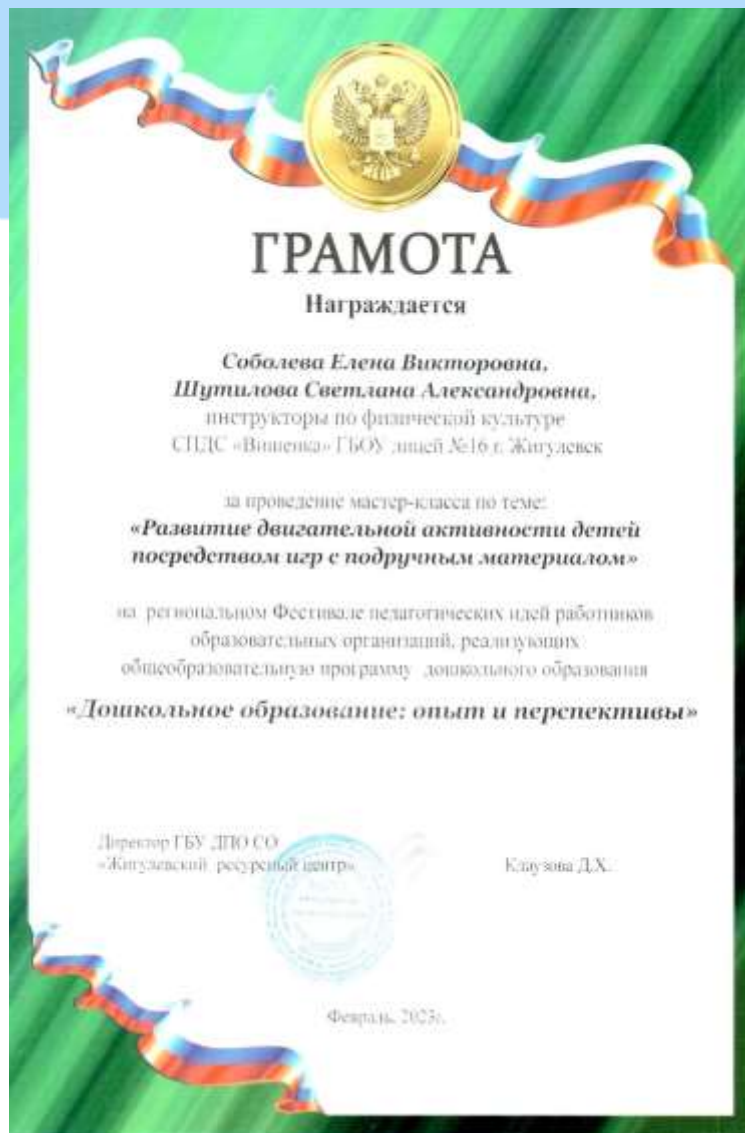 ГРАМОТА
Награждается
Соболева Елена Викторовна,
Шутилова Светлана Александровна,
инструкторы по физической культуре
СПДС «Вишенка» ГБОУ лицей №16 г. Жигулевск
за проведение мастер-класса по теме:
«Развитие двигательной активности детей
посредством игр с подручным материалом»
на региональном Фестивале педагогических идей работников
образовательных организаций, реализующих
общеобразовательную программу дошкольного образования
«Дошкольное образование: опыт и перспективы»
Директор ГБУ ДПО СО
«Жигулевский ресурсный центр»
Клаузова Д.Х.
Февраль, 2023г.